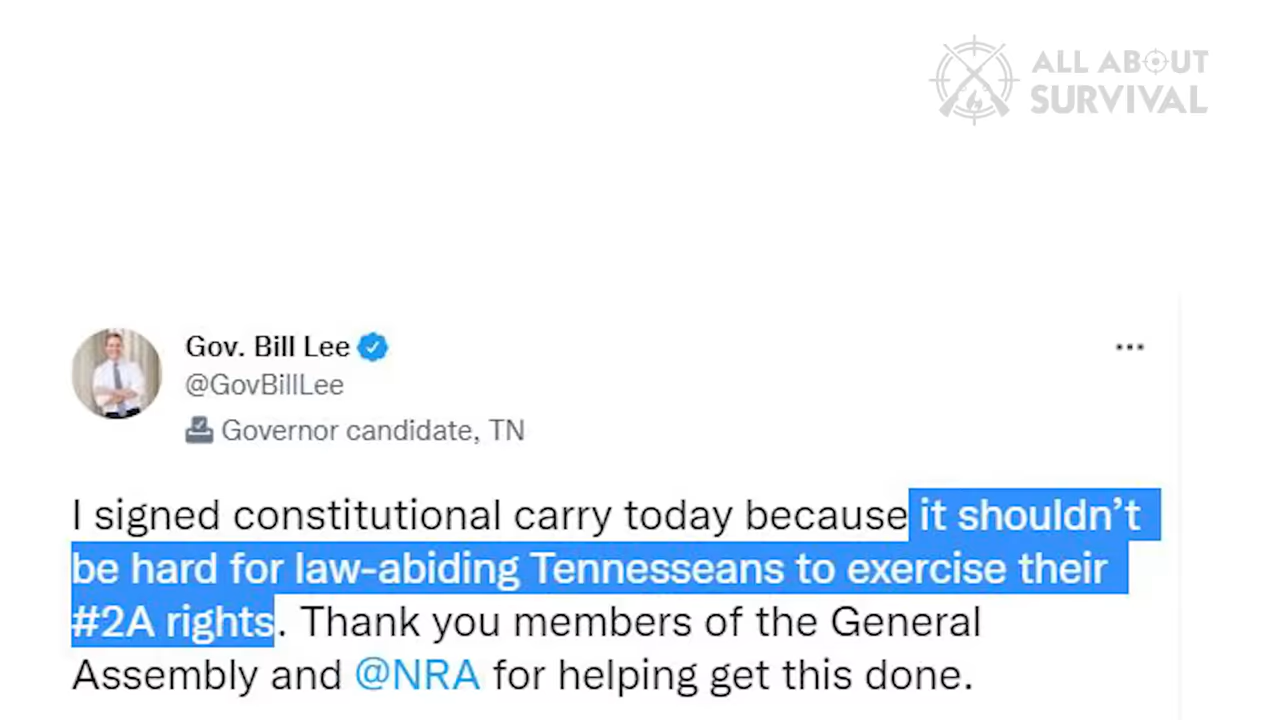 ALL ABOUT
SURVIVAL
Gov. Bill Lee
@GovBillLee
Governor candidate, TN
I signed constitutional carry today because it shouldn’t
be hard for law-abiding Tennesseans to exercise their
#2A rights. Thank you members of the General
Assembly and @NRA for helping get this done.